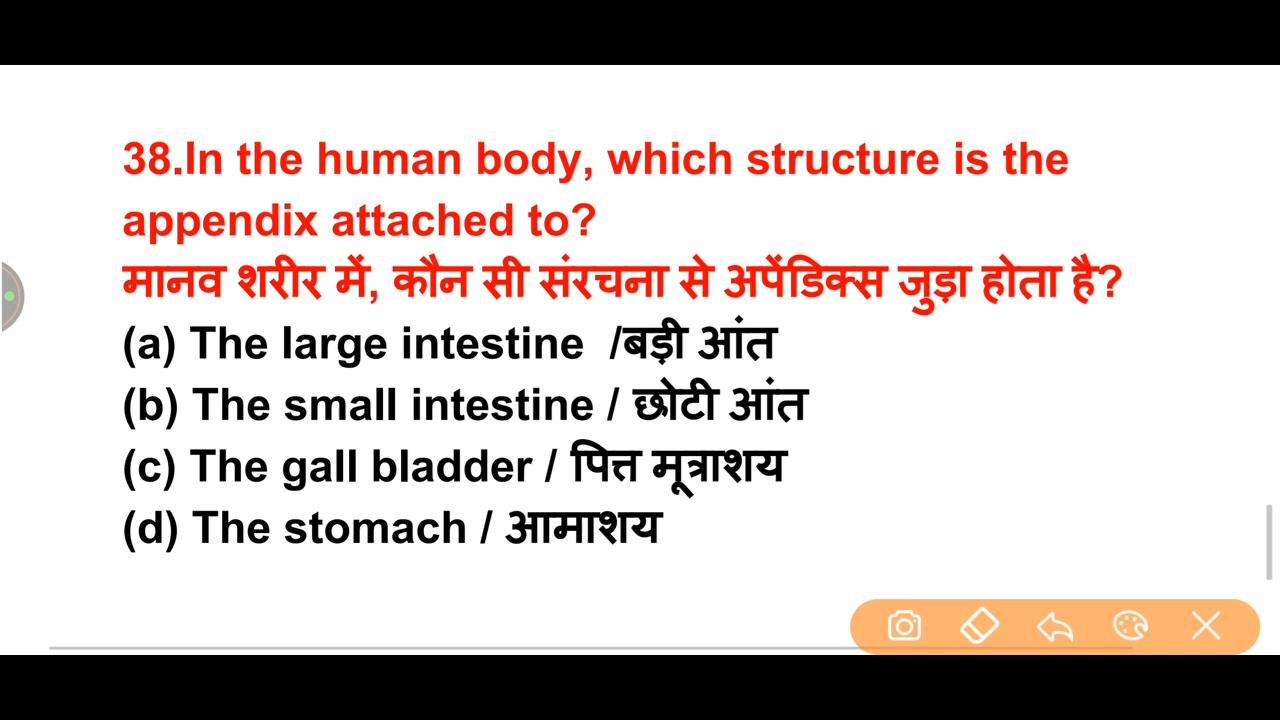 38.In the human body, which structure is the
appendix attached to?
मानव शरीर में, कौन सी संरचना से अपेंडिक्स जुड़ा होता है?
(a) The large intestine /बड़ी आंत
(b) The small intestine / छोटी आंत
(c) The gall bladder / पित्त मूत्राशय
(d) The stomach / आमाशय